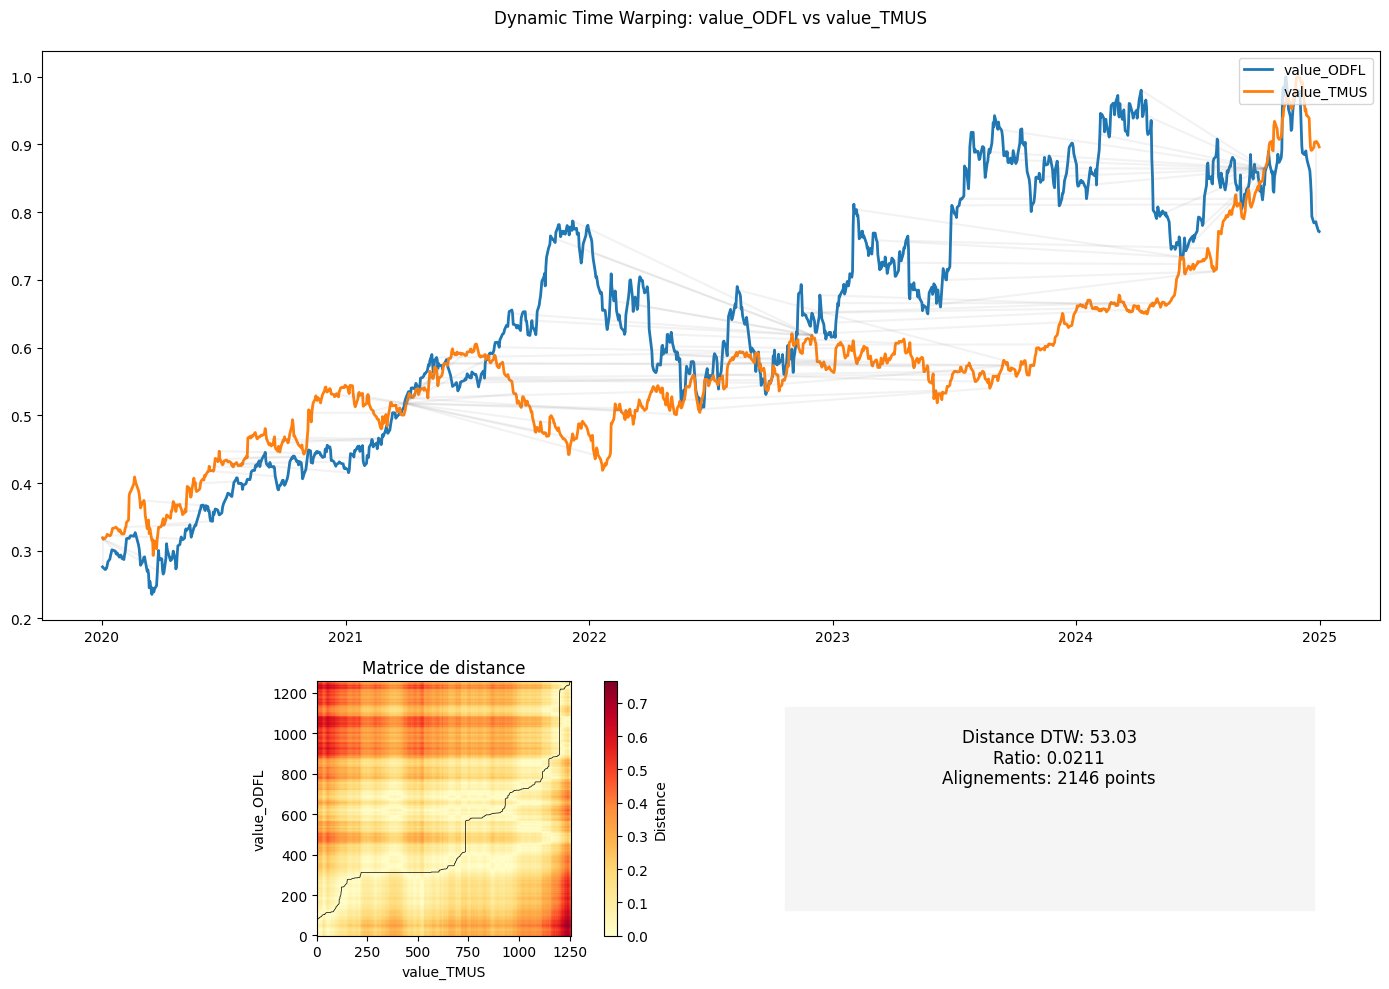 Dynamic Time Warping: value_ODFL vs value_TMUS
1.0
0.9
0.8
0.7
0.6
0.5
0.4
0.3
0.2
value_ODFL
value_TMUS
2020 2021 2022 2023 2024 2025
Matrice de distance
value_ODFL
1200
1000
800
600
400
200
0
0 250 500 750 1000 1250
value_TMUS
0.7
0.6
0.5
0.4
0.3
0.2
0.1
0.0
Distance
Distance DTW: 53.03
Ratio: 0.0211
Alignements: 2146 points